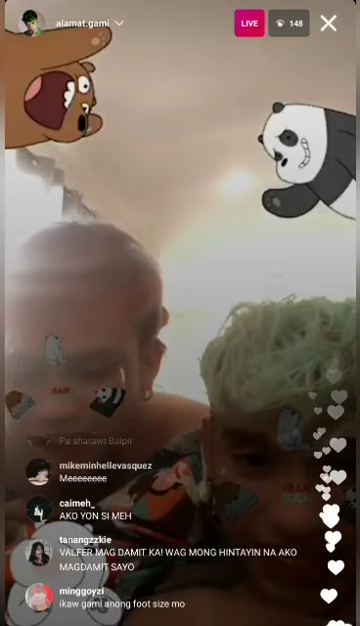 alamat.gami
LIVE
148
Pa sharawt Balpir
mikeminhellevasquez
Meeeeeeee
caimeh_
AKO YON SI MEH
tanangzzkie
VALFER MAG DAMIT KA! WAG MONG HINTAYIN NA AKO
MAGDAMIT SAYO
minggoyzi
ikaw gami anong foot size mo